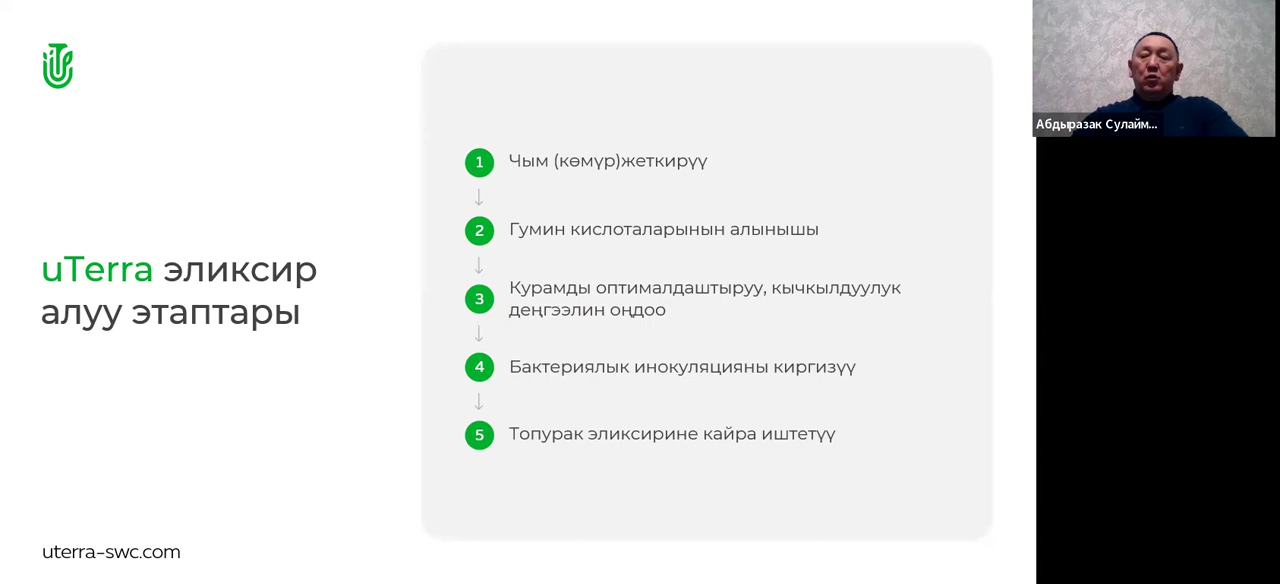 uTerra эликсир
алуу этаптары
1 Чым (көмүр)жеткирүү
2 Гумин кислоталарынын алынышы
3 Курамды оптималдаштыруу, кычкылдуулук
деңгээлин оңдоо
4 Бактериялык инокуляцияны киргизүү
5 Топурак эликсирине кайра иштетүү
uterra-swc.com
Абдыразак Сулайм...